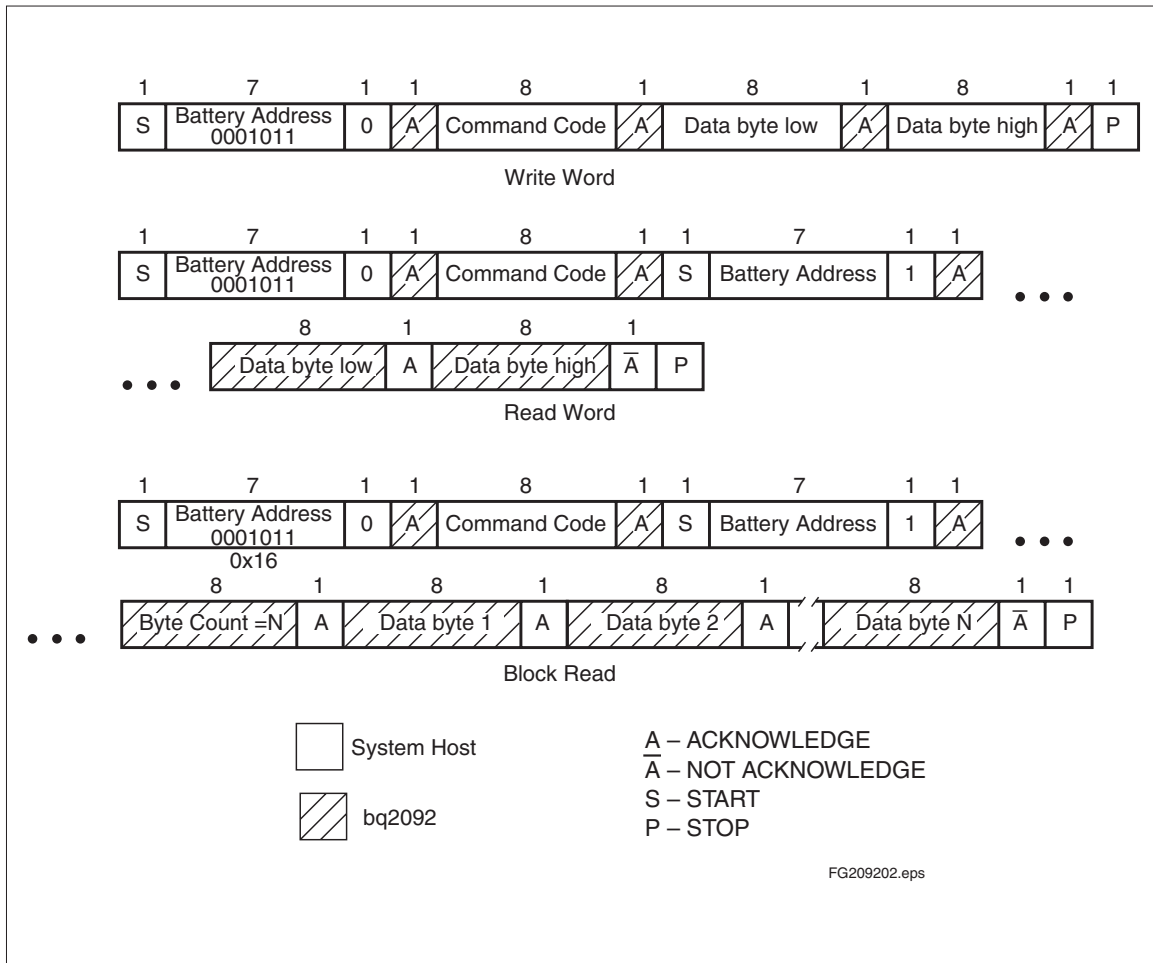 1 7 1 1 8 1 8 1 8 1 1
S Battery Address 0001011 0 A Command Code A Data byte low A Data byte high A P
Write Word
1 7 1 1 8 1 1 7 1 1
S Battery Address 0001011 0 A Command Code A S Battery Address 1 A
8 1 8 1
Data byte low A Data byte high A̅ P
Read Word
1 7 1 1 8 1 1 7 1 1
S Battery Address 0001011 0 A Command Code A S Battery Address 1 A
0x16
8 1 8 1 8 1 8 1 1
Byte Count =N A Data byte 1 A Data byte 2 A Data byte N A̅ P
Block Read
System Host
bq2092
A – ACKNOWLEDGE
A̅ – NOT ACKNOWLEDGE
S – START
P – STOP
FG209202.eps